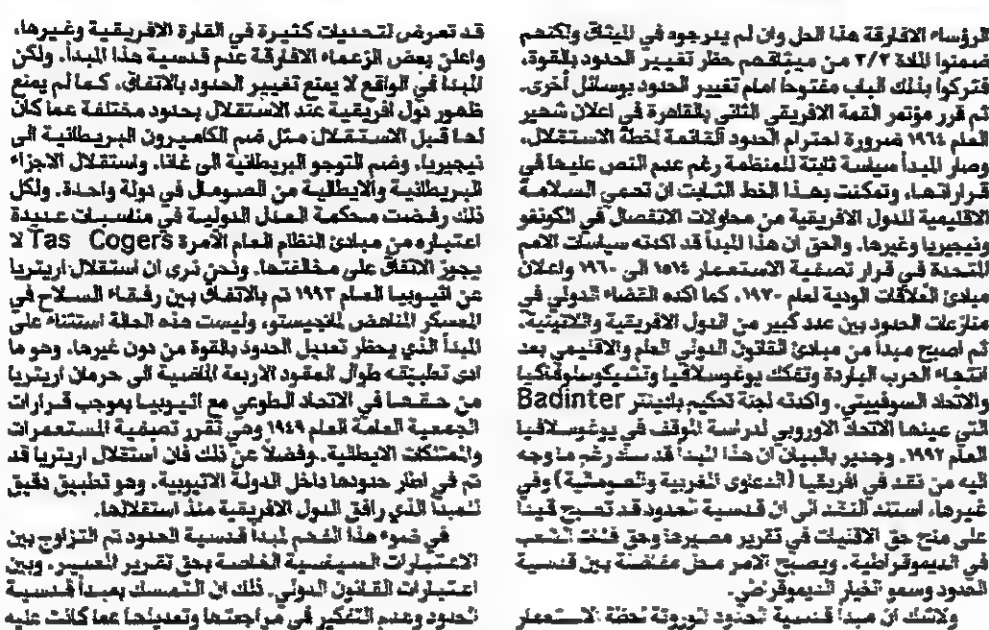 الرؤساء الافارقة هذا الحل وان لم يدرجوه في الميثاق ولكنهم
ضمنوا المادة ٣/٢ من ميثاقهم حظر تغيير الحدود بالقوة،
فتركوا بذلك الباب مفتوحا امام تغيير الحدود بوسائل أخرى.
ثم قرر مؤتمر القمة الافريقي الثاني بالقاهرة في اعلان شهير
العام ١٩٦٤ ضرورة احترام الحدود القائمة لحظة الاستقلال،
وصار المبدأ سياسة ثابتة للمنظمة رغم عدم النص عليها في
قراراتها، وتمكنت بهذا الخط الثابت ان تحمي السلامة
الاقليمية للدول الافريقية من محاولات الانفصال في الكونغو
ونيجيريا وغيرها. والحق ان هذا المبدأ قد اكدته سياسات الامم
المتحدة في قرار تصفية الاستعمار ١٥١٤ الى ١٩٦٠ واعلان
مبادئ العلاقات الودية لعام ١٩٧٠، كما اكده القضاء الدولي في
منازعات الحدود بين عدد كبير من الدول الافريقية واللاتينية،
ثم اصبح مبدأ من مبادئ القانون الدولي العام والاقليمي بعد
انتهاء الحرب الباردة وتفكك يوغوسلافيا وتشيكوسلوفاكيا
والاتحاد السوفييتي. واكدته لجنة تحكيم بادينتر Badinter
التي عينها الاتحاد الاوروبي لدراسة الموقف في يوغوسلافيا
العام ١٩٩٢. وجدير بالبيان ان هذا المبدأ قد ساد رغم ما وجه
اليه من نقد في افريقيا (الدعوى المغربية والصومالية) وفي
غيرها، استند النقد الى ان قدسية الحدود قد تصبح قيدا
على منح حق الاقليات في تقرير مصيرها وحق فئات الشعب
في الديموقراطية. ويصبح الامر محل مفاضلة بين قدسية
الحدود وسمو الخيار الديموقراطي.
ولاشك ان مبدأ قدسية الحدود الموروثة لحظة الاستعمار
قد تعرض لتحديات كثيرة في القارة الافريقية وغيرها،
واعلن بعض الزعماء الافارقة عدم قدسية هذا المبدأ. ولكن
المبدأ في الواقع لا يمنع تغيير الحدود بالاتفاق، كما لم يمنع
ظهور دول افريقية عند الاستقلال بحدود مختلفة عما كان
لها قبل الاستقلال مثل ضم الكاميرون البريطانية الى
نيجيريا، وضم التوجو البريطانية الى غانا، واستقلال الاجزاء
البريطانية والايطالية من الصومال في دولة واحدة. ولكل
ذلك رفضت محكمة العدل الدولية في مناسبات عديدة
اعتباره من مبادئ النظام العام الآمرة Tas Cogers لا
يجوز الاتفاق على مخالفتها. ونحن نرى ان استقلال اريتريا
عن اثيوبيا العام ١٩٩٣ تم بالاتفاق بين رفقاء السلاح في
المعسكر المناهض لمانجيستو، وليست هذه الحالة استثناء على
المبدأ الذي يحظر تعديل الحدود بالقوة من دون غيرها، وهو ما
ادى تطبيقه طوال العقود الاربعة الماضية الى حرمان اريتريا
من حقها في الاتحاد الطوعي مع اثيوبيا بموجب قرارات
الجمعية العامة العام ١٩٤٩ وهي تقرر تصفية المستعمرات
والممتلكات الايطالية. وفضلاً عن ذلك فان استقلال اريتريا قد
تم في اطار حدودها داخل الدولة الاثيوبية، وهو تطبيق دقيق
للمبدأ الذي رافق الدول الافريقية منذ استقلالها.
في ضوء هذا الفهم لمبدأ قدسية الحدود تم التزاوج بين
الاعتبارات السياسية الخاصة بحق تقرير المصير، وبين
اعتبارات القانون الدولي. ذلك ان التمسك بمبدأ قدسية
الحدود وعدم التفكير في مراجعتها وتعديلها عما كانت عليه